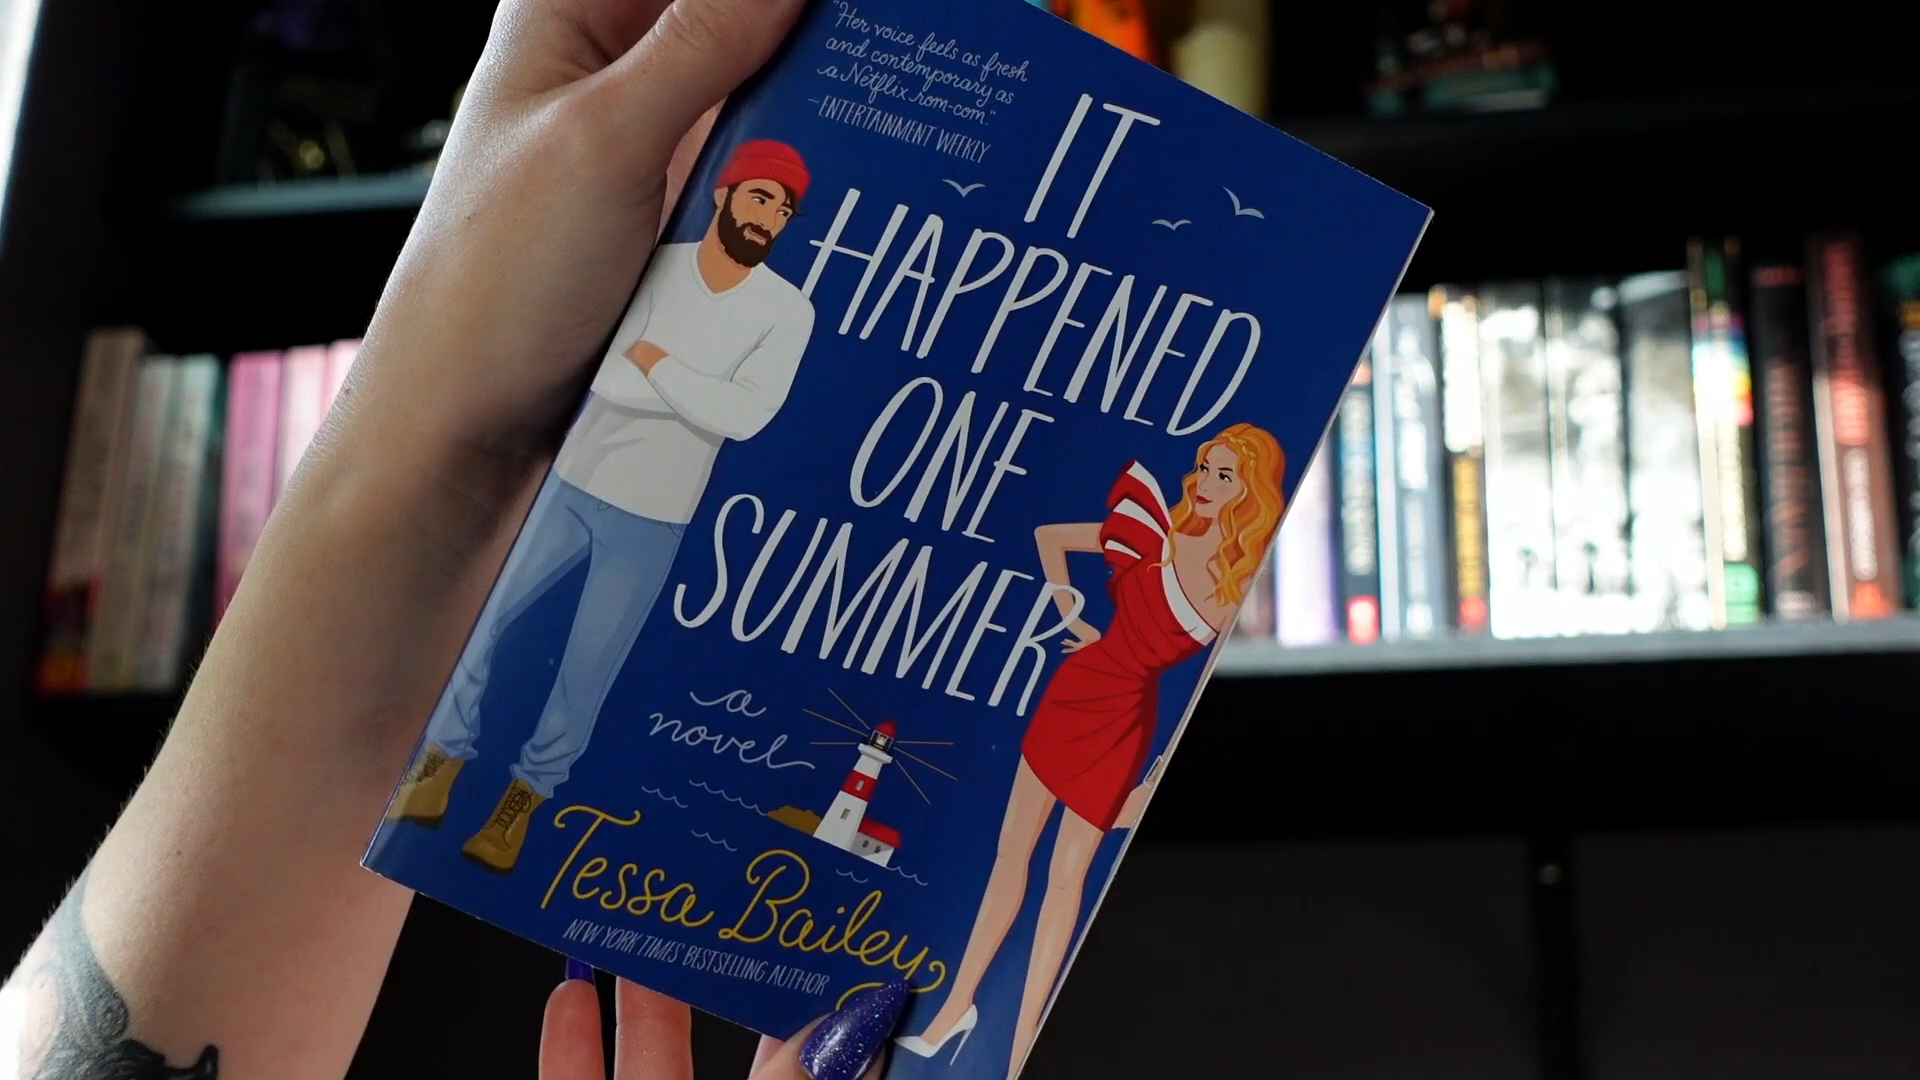 "Her voice feels as fresh
and contemporary as
a Netflix rom-com."
—ENTERTAINMENT WEEKLY
IT
HAPPENED
ONE
SUMMER
a
novel
Tessa Bailey
NEW YORK TIMES BESTSELLING AUTHOR